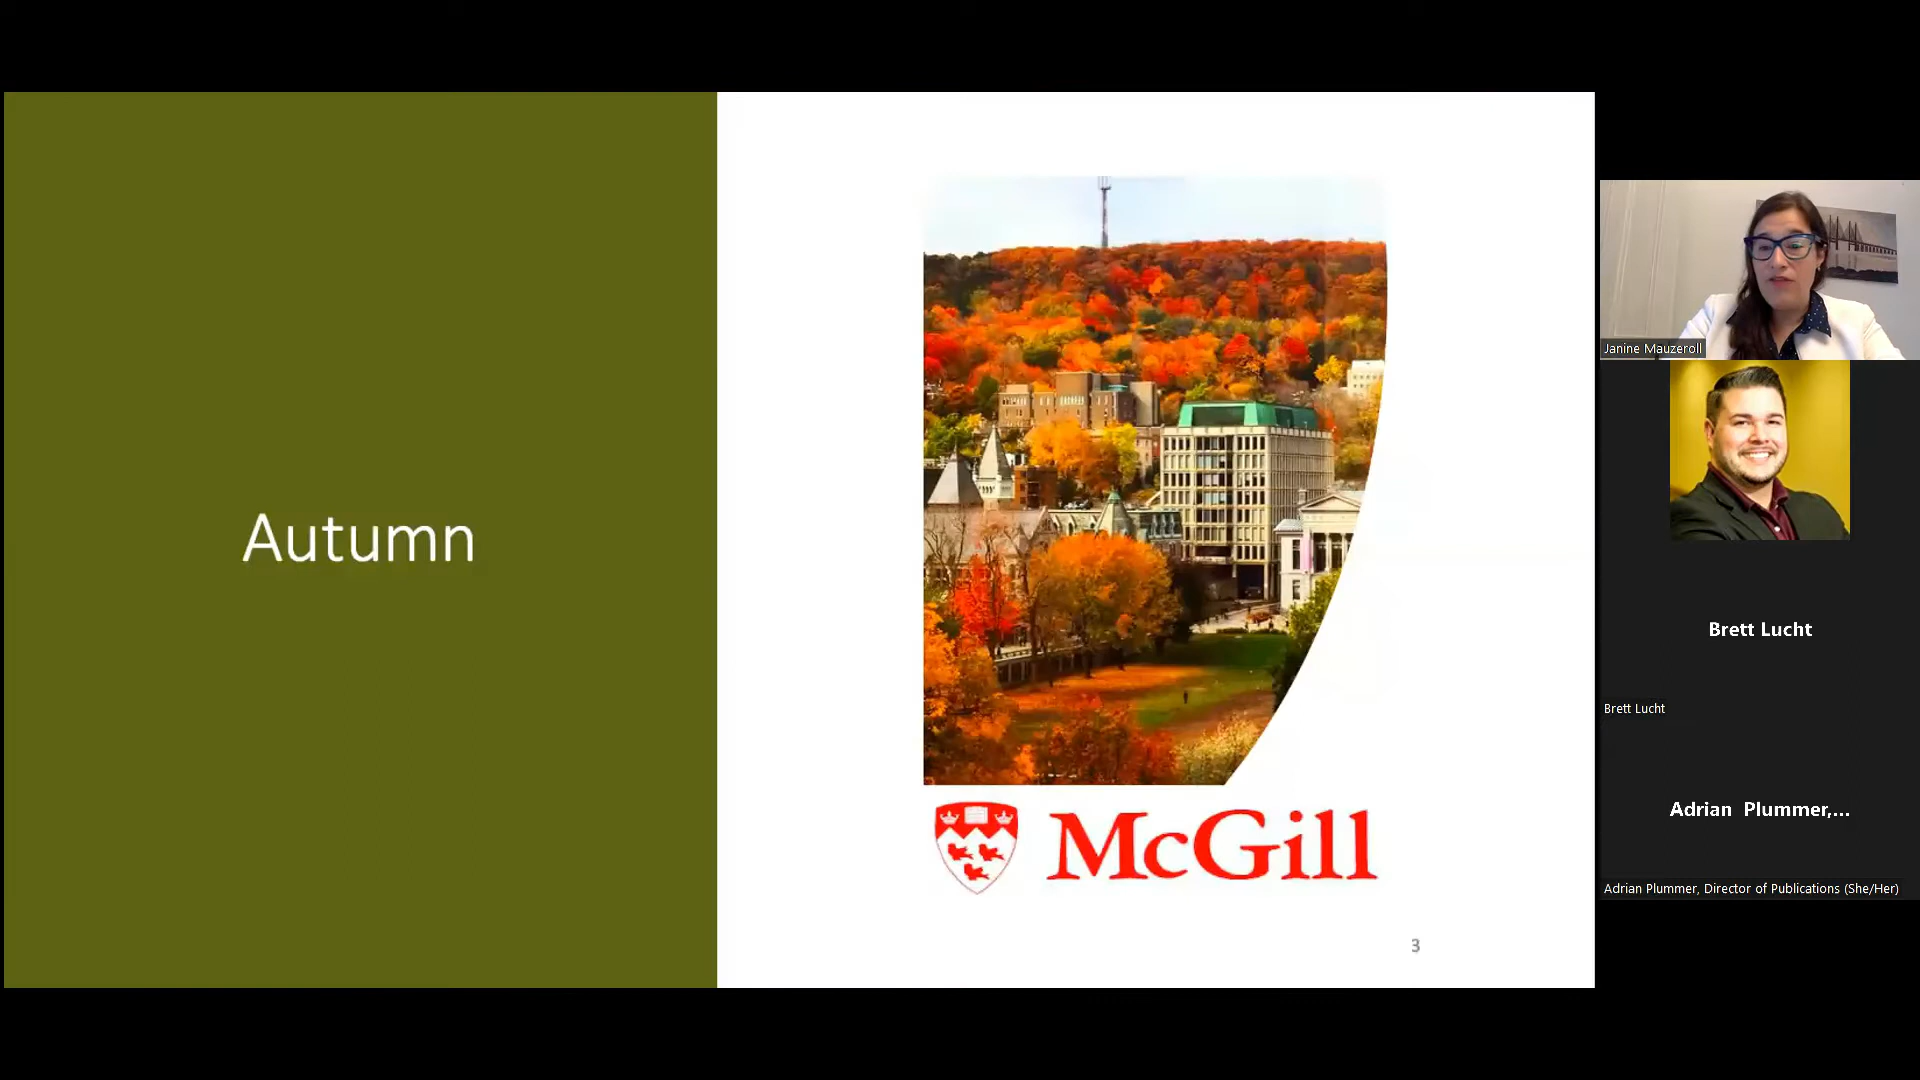 Autumn
McGill
3
Janine Mauzeroll
Brett Lucht
Brett Lucht
Adrian Plummer,...
Adrian Plummer, Director of Publications (She/Her)